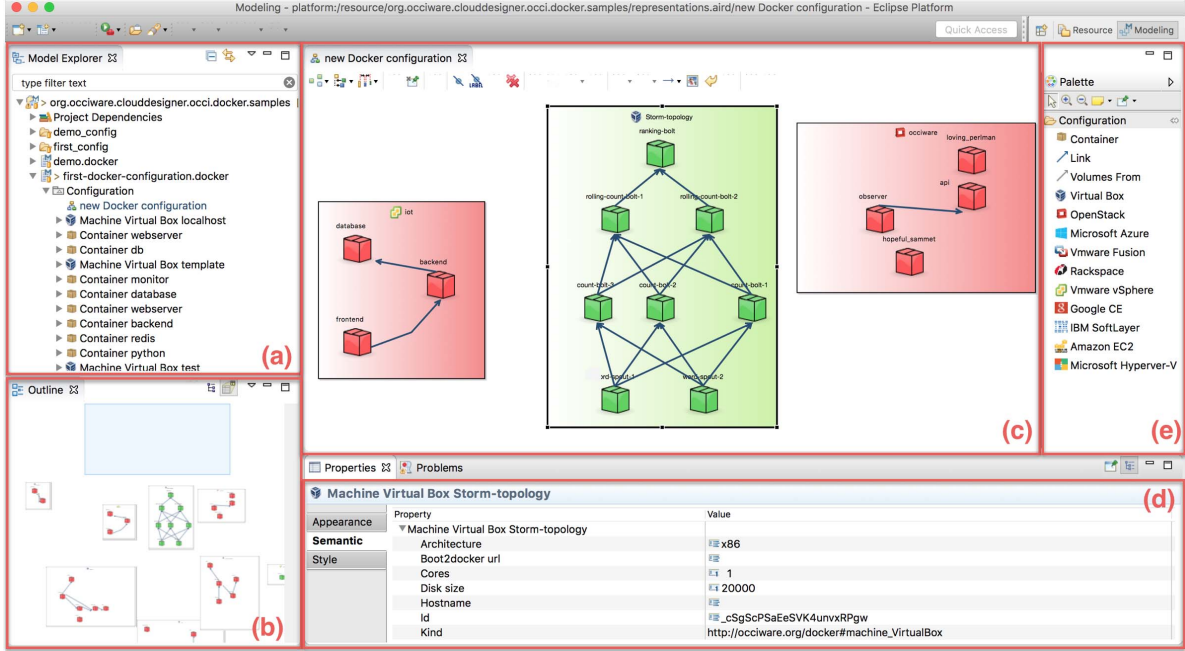 Modeling - platform:/resource/org.occiware.clouddesigner.occi.docker.samples/representations.aird/new Docker configuration - Eclipse Platform
Quick Access
Resource
Modeling
Model Explorer
type filter text
> org.occiware.clouddesigner.occi.docker.samples
Project Dependencies
demo_config
first_config
demo.docker
> first-docker-configuration.docker
Configuration
new Docker configuration
Machine Virtual Box localhost
Container webserver
Container db
Machine Virtual Box template
Container monitor
Container database
Container webserver
Container backend
Container redis
Container python
Machine Virtual Box test
(a)
Outline
(b)
new Docker configuration
LABEL
iot
database
backend
frontend
Storm-topology
ranking-bolt
rolling-count-bolt-1
rolling-count-bolt-2
count-bolt-3
count-bolt-2
count-bolt-1
word-spout-2
occiware
loving_perlman
api
observer
hopeful_sammet
(c)
Palette
Configuration
Container
Link
Volumes From
Virtual Box
OpenStack
Microsoft Azure
Vmware Fusion
Rackspace
Vmware vSphere
Google CE
IBM SoftLayer
Amazon EC2
Microsoft Hyperver-V
(e)
Properties
Problems
Machine Virtual Box Storm-topology
(d)
Appearance
Semantic
Style
Property Value
Machine Virtual Box Storm-topology
Architecture x86
Boot2docker url
Cores 1
Disk size 20000
Hostname
Id _cSgScPSaEeSVK4unvxRPgw
Kind http://occiware.org/docker#machine_VirtualBox